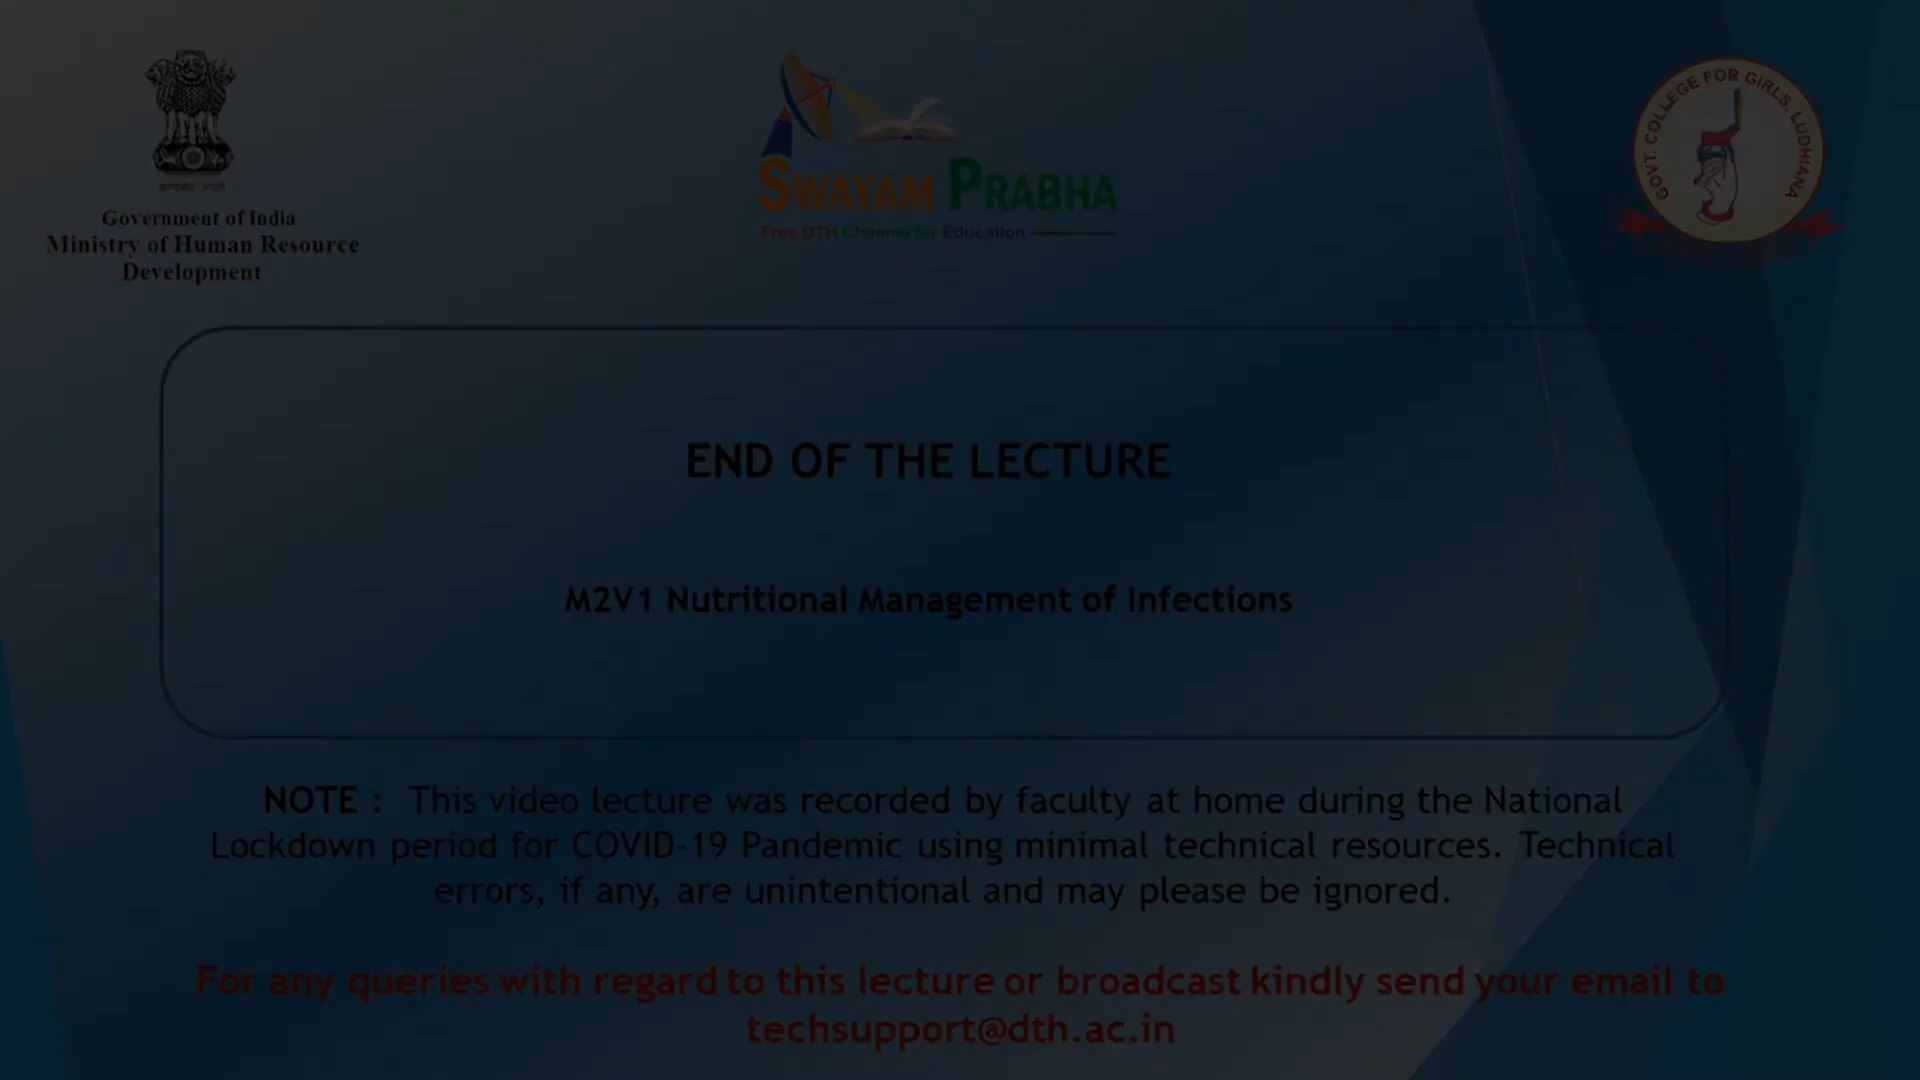 Government of India
Ministry of Human Resource
Development
SWAYAM PRABHA
Free DTH Channel for Education
GOVT. COLLEGE FOR GIRLS, LUDHIANA
END OF THE LECTURE
M2V1 Nutritional Management of Infections
NOTE : This video lecture was recorded by faculty at home during the National
Lockdown period for COVID-19 Pandemic using minimal technical resources. Technical
errors, if any, are unintentional and may please be ignored.
For any queries with regard to this lecture or broadcast kindly send your email to
techsupport@dth.ac.in